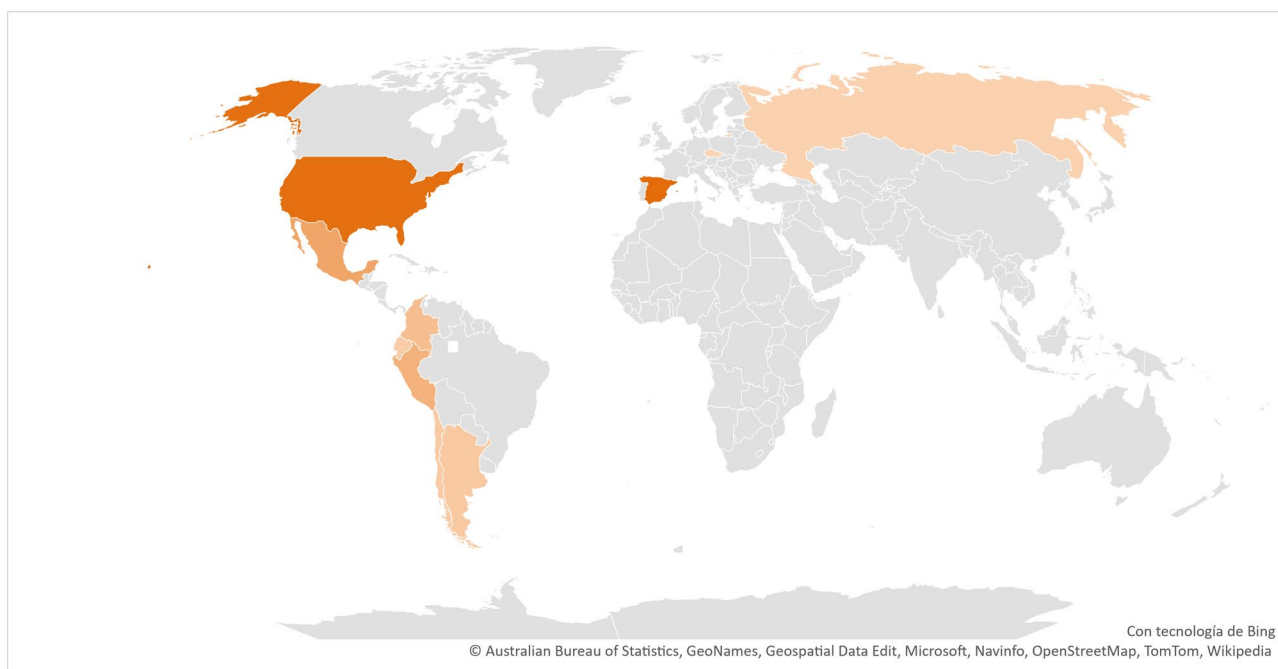 Con tecnología de Bing
© Australian Bureau of Statistics, GeoNames, Geospatial Data Edit, Microsoft, Navinfo, OpenStreetMap, TomTom, Wikipedia